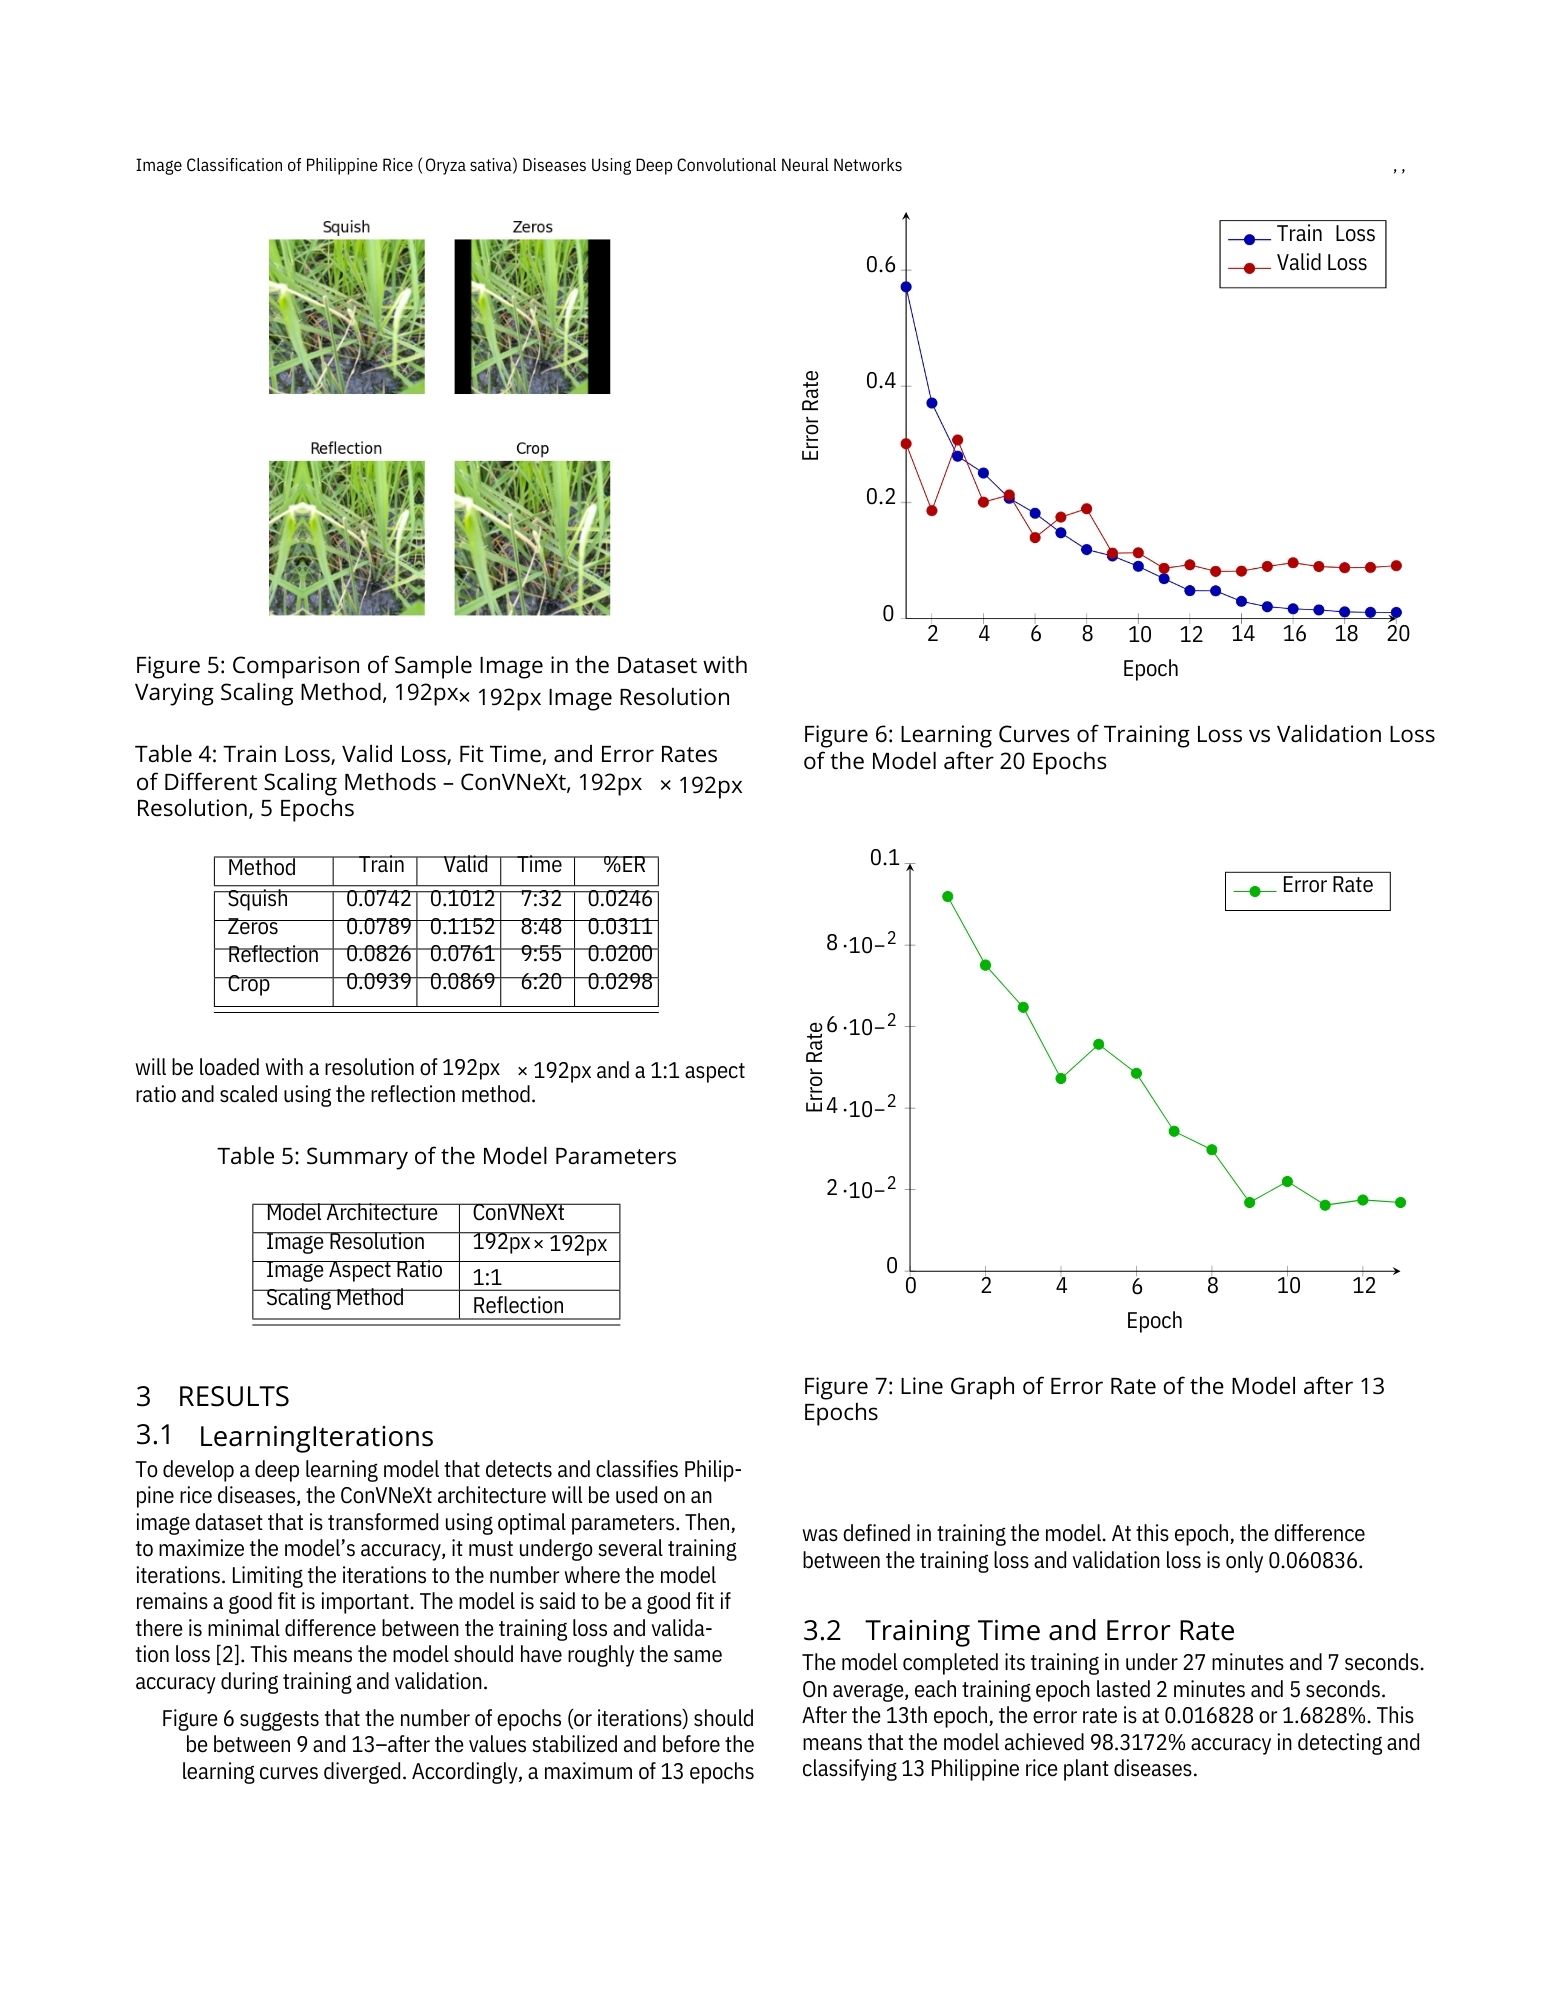 Image Classification of Philippine Rice (Oryza sativa) Diseases Using Deep Convolutional Neural Networks , ,
Squish Zeros
Reflection Crop
Figure 5: Comparison of Sample Image in the Dataset with
Varying Scaling Method, 192px× 192px Image Resolution
Table 4: Train Loss, Valid Loss, Fit Time, and Error Rates
of Different Scaling Methods – ConVNeXt, 192px × 192px
Resolution, 5 Epochs
Method Train Valid Time %ER
Squish 0.0742 0.1012 7:32 0.0246
Zeros 0.0789 0.1152 8:48 0.0311
Reflection 0.0826 0.0761 9:55 0.0200
Crop 0.0939 0.0869 6:20 0.0298
will be loaded with a resolution of 192px × 192px and a 1:1 aspect
ratio and scaled using the reflection method.
Table 5: Summary of the Model Parameters
Model Architecture ConVNeXt
Image Resolution 192px× 192px
Image Aspect Ratio 1:1
Scaling Method Reflection
3 RESULTS
3.1 LearningIterations
To develop a deep learning model that detects and classifies Philip-
pine rice diseases, the ConVNeXt architecture will be used on an
image dataset that is transformed using optimal parameters. Then,
to maximize the model’s accuracy, it must undergo several training
iterations. Limiting the iterations to the number where the model
remains a good fit is important. The model is said to be a good fit if
there is minimal difference between the training loss and valida-
tion loss [2]. This means the model should have roughly the same
accuracy during training and validation.
Figure 6 suggests that the number of epochs (or iterations) should
be between 9 and 13–after the values stabilized and before the
learning curves diverged. Accordingly, a maximum of 13 epochs
Train Loss
Valid Loss
0.6
0.4
0.2
0
Error Rate
2 4 6 8 10 12 14 16 18 20
Epoch
Figure 6: Learning Curves of Training Loss vs Validation Loss
of the Model after 20 Epochs
0.1
Error Rate
8·10−2
6·10−2
4·10−2
2·10−2
0
Error Rate
0 2 4 6 8 10 12
Epoch
Figure 7: Line Graph of Error Rate of the Model after 13
Epochs
was defined in training the model. At this epoch, the difference
between the training loss and validation loss is only 0.060836.
3.2 Training Time and Error Rate
The model completed its training in under 27 minutes and 7 seconds.
On average, each training epoch lasted 2 minutes and 5 seconds.
After the 13th epoch, the error rate is at 0.016828 or 1.6828%. This
means that the model achieved 98.3172% accuracy in detecting and
classifying 13 Philippine rice plant diseases.